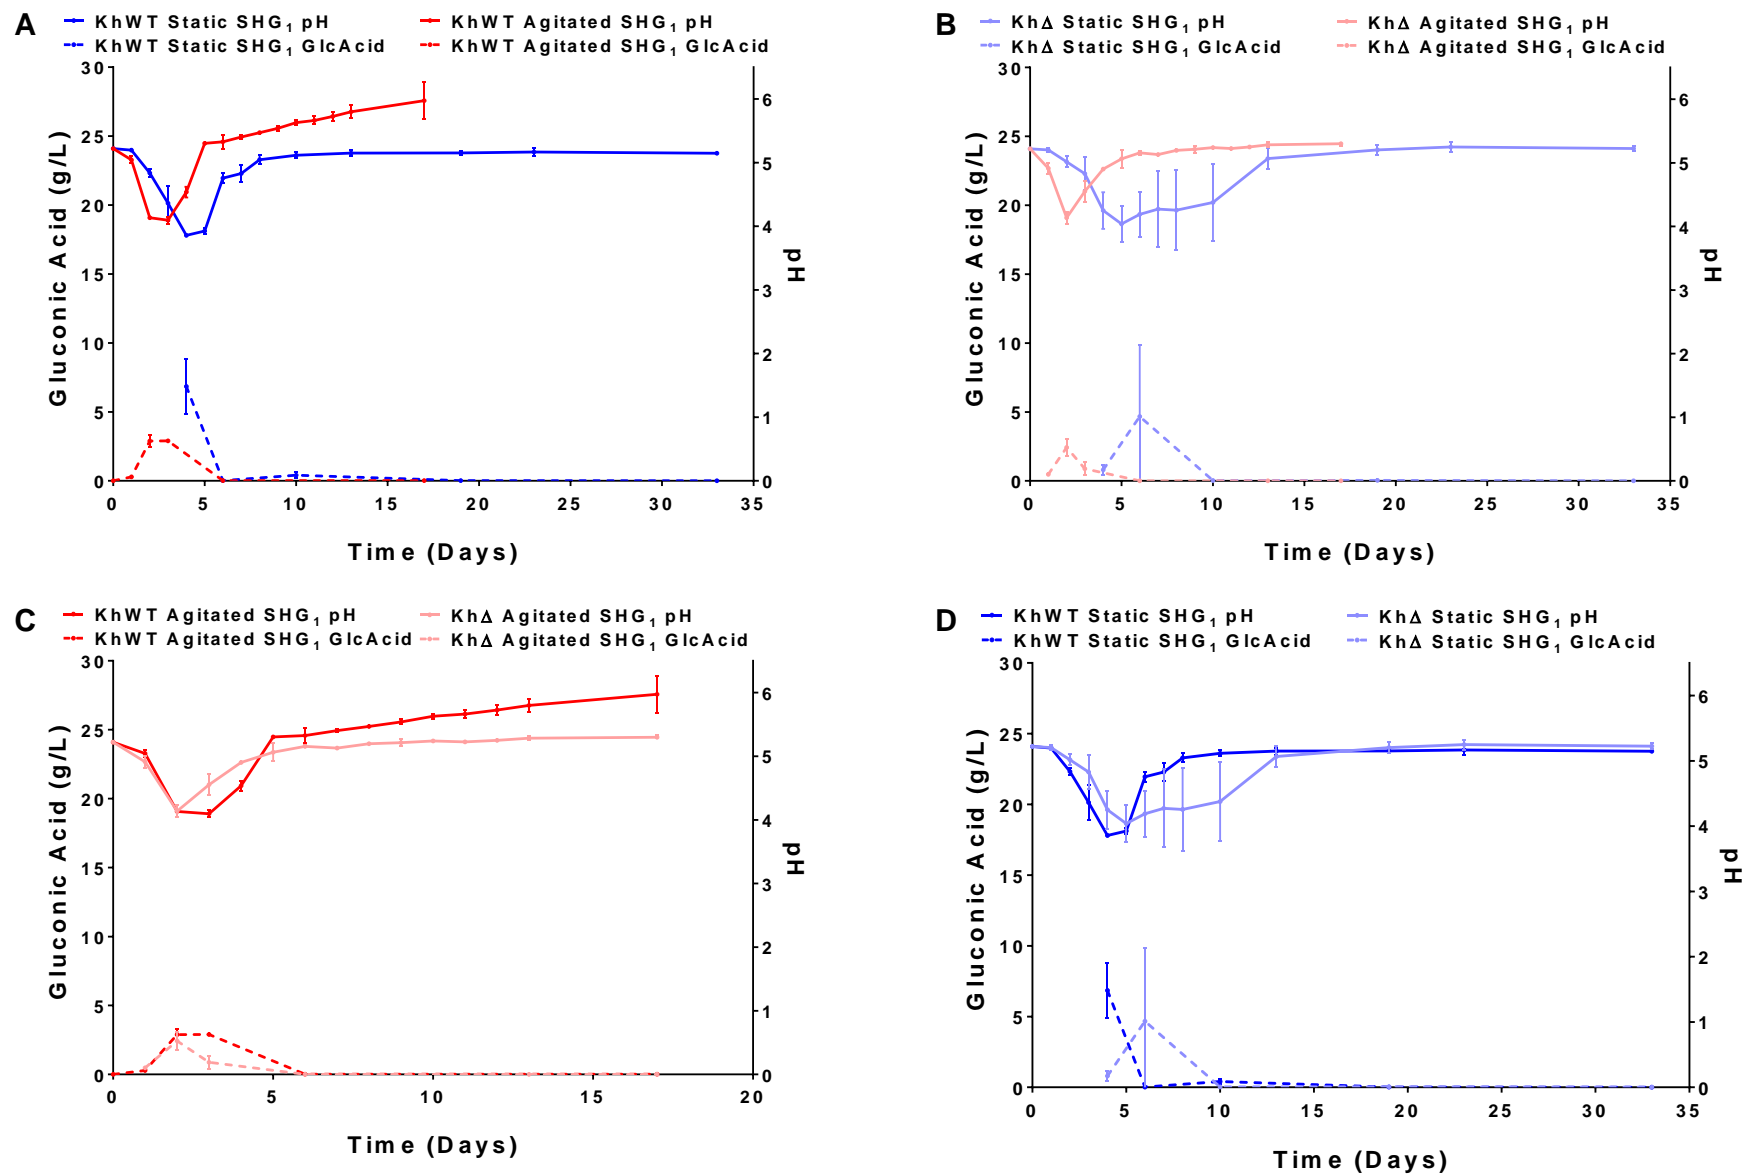 A
KhWT Static SHG1 pH
KhWT Agitated SHG1 pH
KhWT Static SHG1 GlcAcid
KhWT Agitated SHG1 GlcAcid
30
25
20
15
10
5
0
6
5
4
3
2
1
0
0 5 10 15 20 25 30 35
Gluconic Acid (g/L)
pH
Time (Days)
B
KhΔ Static SHG1 pH
KhΔ Agitated SHG1 pH
KhΔ Static SHG1 GlcAcid
KhΔ Agitated SHG1 GlcAcid
30
25
20
15
10
5
0
6
5
4
3
2
1
0
0 5 10 15 20 25 30 35
Gluconic Acid (g/L)
pH
Time (Days)
C
KhWT Agitated SHG1 pH
KhΔ Agitated SHG1 pH
KhWT Agitated SHG1 GlcAcid
KhΔ Agitated SHG1 GlcAcid
30
25
20
15
10
5
0
6
5
4
3
2
1
0
0 5 10 15 20
Gluconic Acid (g/L)
pH
Time (Days)
D
KhWT Static SHG1 pH
KhΔ Static SHG1 pH
KhWT Static SHG1 GlcAcid
KhΔ Static SHG1 GlcAcid
30
25
20
15
10
5
0
6
5
4
3
2
1
0
0 5 10 15 20 25 30 35
Gluconic Acid (g/L)
pH
Time (Days)